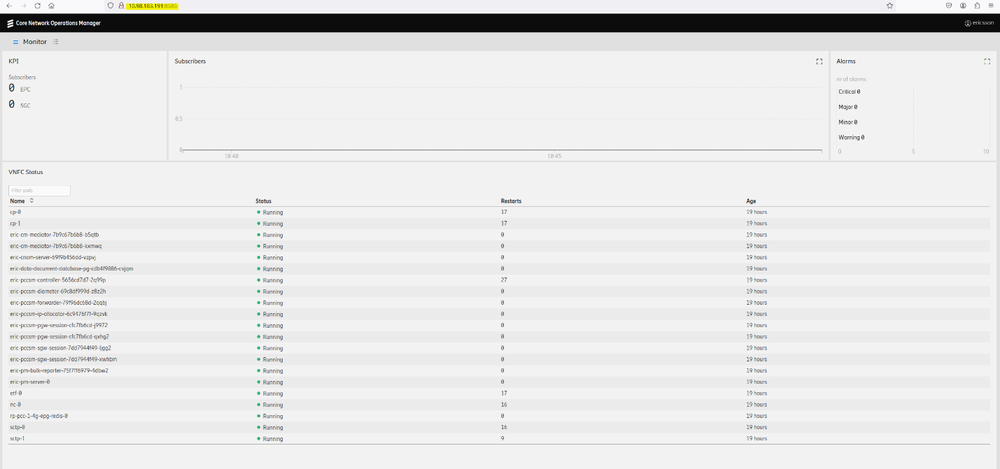 10.98.183.191:8585
Core Network Operations Manager
ericsson
Monitor
KPI
Subscribers
0 EPC
0 5GC
Subscribers
1
0.5
0
10:40 10:45
Alarms
nr of alarms
Critical 0
Major 0
Minor 0
Warning 0
0 5 10
VNFC Status
Filter pods
Name Status Restarts Age
cp-0 Running 17 19 hours
cp-1 Running 17 19 hours
eric-cm-mediator-7b9c67b6b8-b5qtb Running 0 19 hours
eric-cm-mediator-7b9c67b6b8-kxmwq Running 0 19 hours
eric-cnom-server-69f9b456dd-vzpvj Running 0 19 hours
eric-data-document-database-pg-cdb4f9886-cvjqm Running 0 19 hours
eric-pccsm-controller-5656cd7d7-2q99p Running 27 19 hours
eric-pccsm-diameter-69c8df999d-z8z2h Running 0 19 hours
eric-pccsm-forwarder-79f96dc68d-2qqbj Running 0 19 hours
eric-pccsm-ip-allocator-6c9476f7f-9qzvk Running 0 19 hours
eric-pccsm-pgw-session-cfc7fb6cd-j9972 Running 0 19 hours
eric-pccsm-pgw-session-cfc7fb6cd-qxhg2 Running 0 19 hours
eric-pccsm-sgw-session-7dd7944f49-ljgg2 Running 0 19 hours
eric-pccsm-sgw-session-7dd7944f49-xwhbm Running 0 19 hours
eric-pm-bulk-reporter-75f7ff6979-4dbw2 Running 0 19 hours
eric-pm-server-0 Running 0 19 hours
etf-0 Running 17 19 hours
nc-0 Running 16 19 hours
rp-pcc-1-4g-epg-redis-0 Running 0 19 hours
sctp-0 Running 16 19 hours
sctp-1 Running 9 19 hours